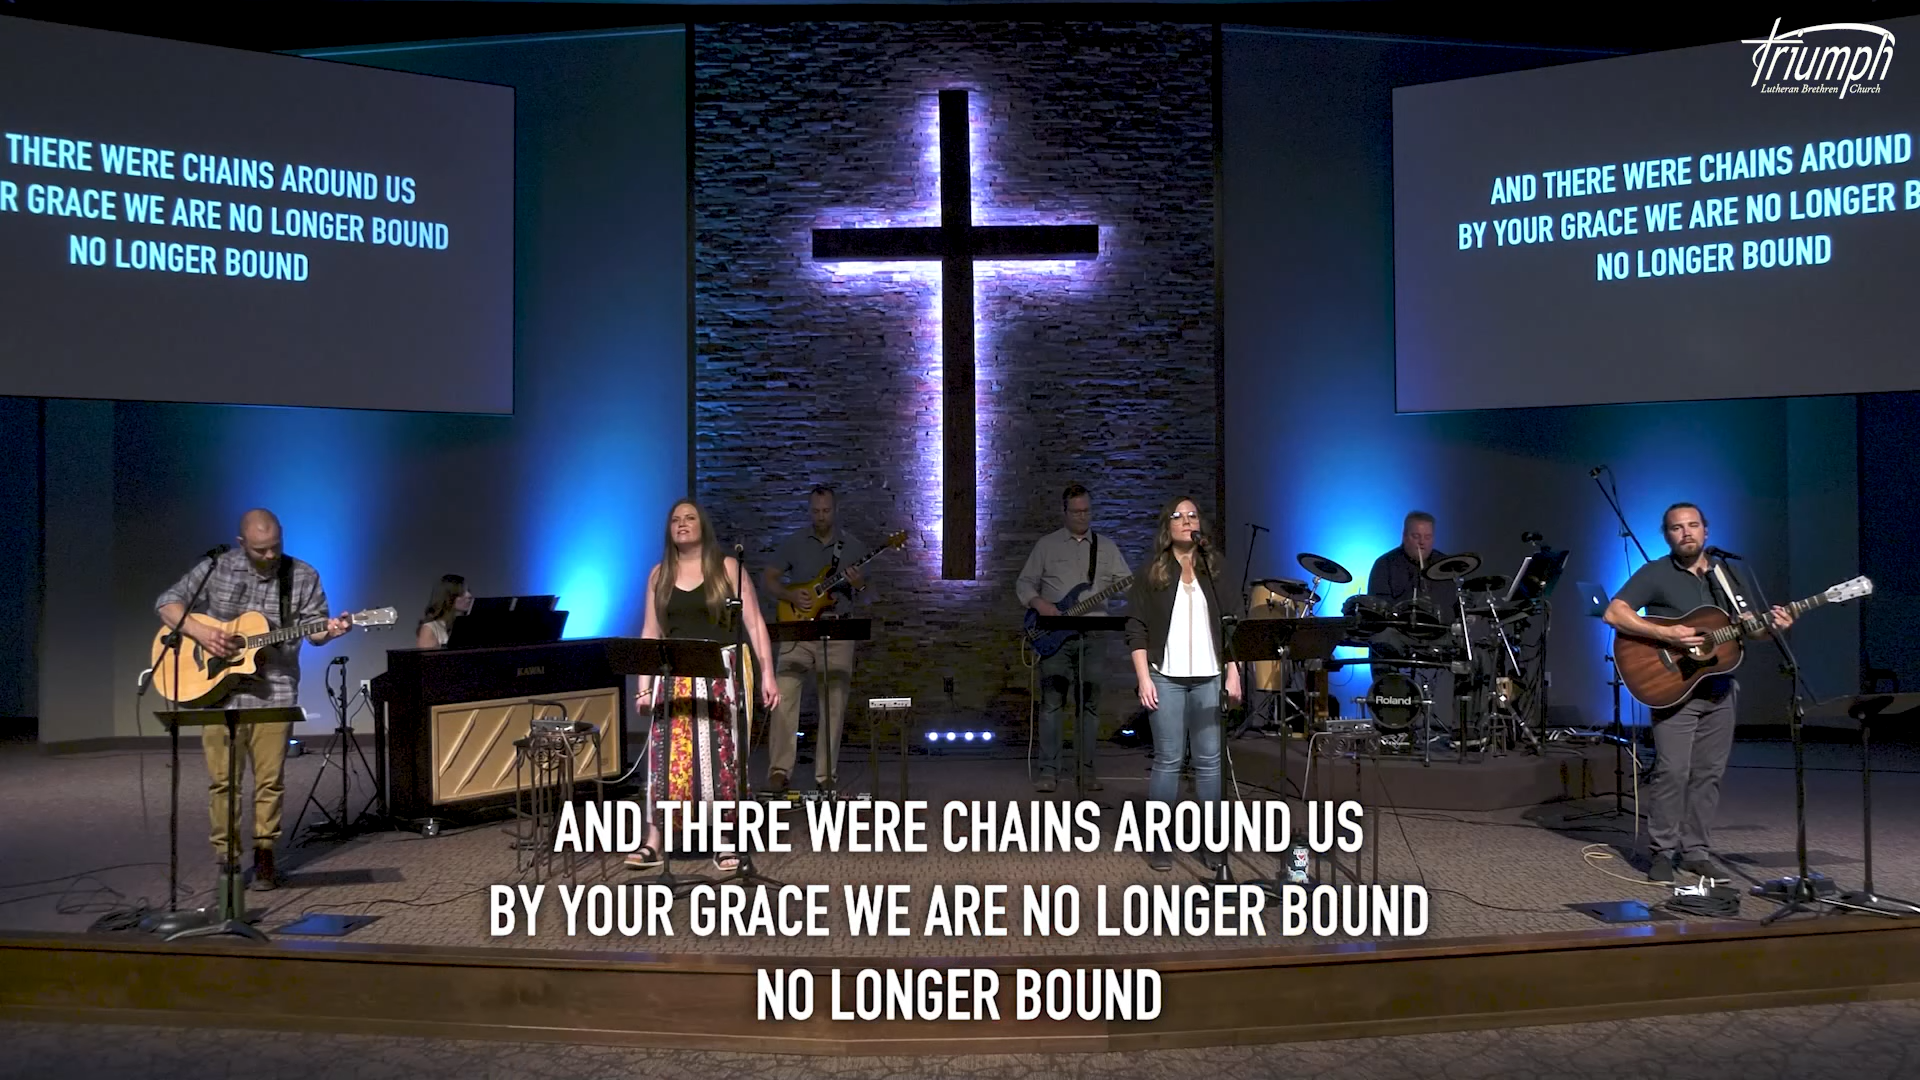 triumph
Lutheran Brethren Church
THERE WERE CHAINS AROUND US
R GRACE WE ARE NO LONGER BOUND
NO LONGER BOUND
AND THERE WERE CHAINS AROUND
BY YOUR GRACE WE ARE NO LONGER B
NO LONGER BOUND
KAWAI
Roland
AND THERE WERE CHAINS AROUND US
BY YOUR GRACE WE ARE NO LONGER BOUND
NO LONGER BOUND